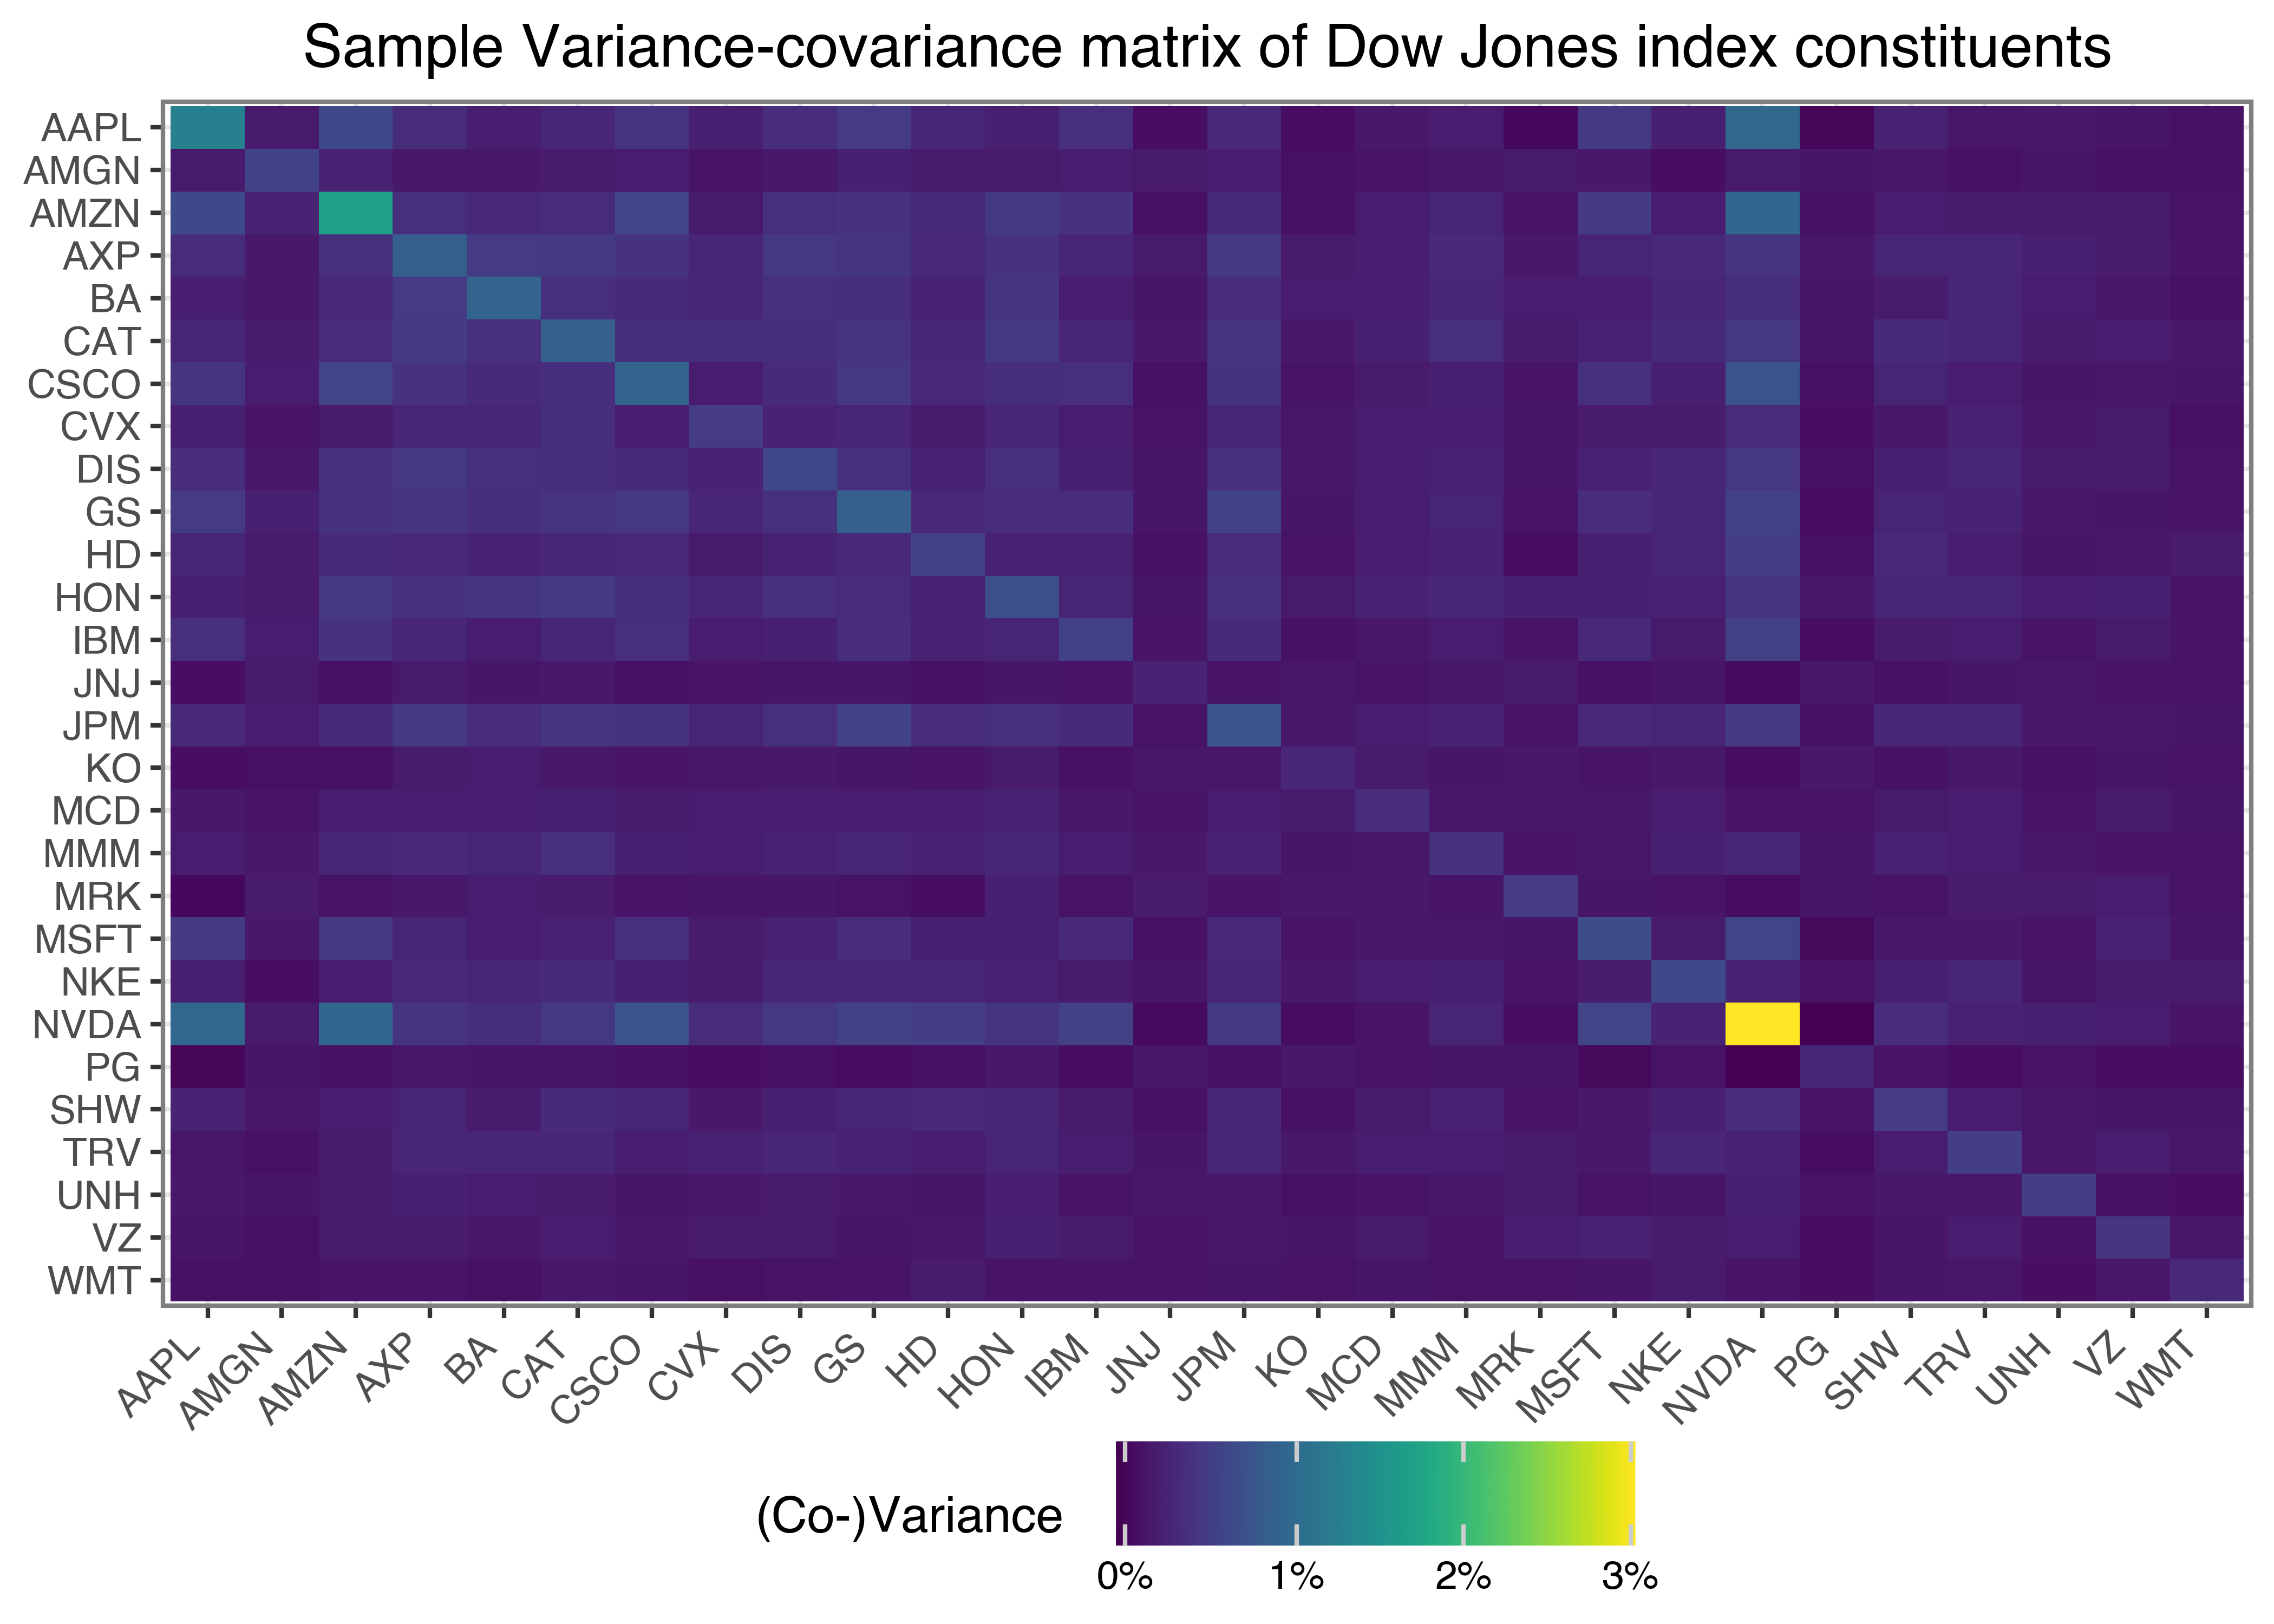 Sample Variance-covariance matrix of Dow Jones index constituents
AAPL
AMGN
AMZN
AXP
BA
CAT
CSCO
CVX
DIS
GS
HD
HON
IBM
JNJ
JPM
KO
MCD
MMM
MRK
MSFT
NKE
NVDA
PG
SHW
TRV
UNH
VZ
WMT
AAPL AMGN AMZN AXP BA CAT CSCO CVX DIS GS HD HON IBM JNJ JPM KO MCD MMM MRK MSFT NKE NVDA PG SHW TRV UNH VZ WMT
(Co-)Variance
0% 1% 2% 3%